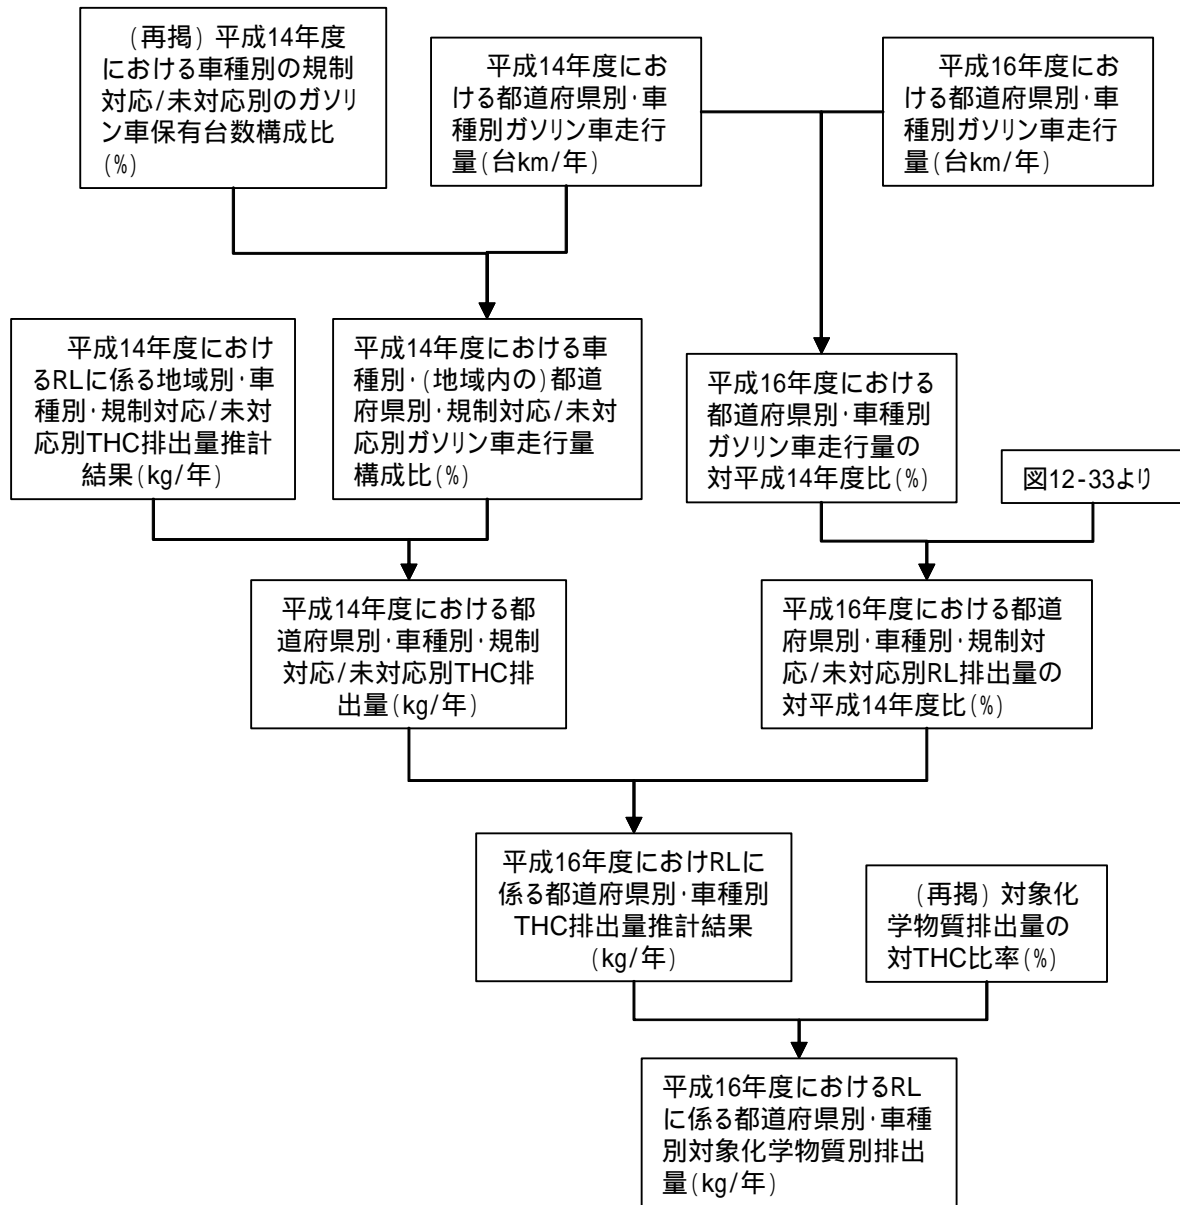 (再掲) 平成14年度
における車種別の規制
対応/未対応別のガソリ
ン車保有台数構成比
(%)
平成14年度にお
ける都道府県別・車
種別ガソリン車走行
量(台km/年)
平成16年度にお
ける都道府県別・車
種別ガソリン車走行
量(台km/年)
平成14年度におけ
るRLに係る地域別・車
種別・規制対応/未対
応別THC排出量推計
結果(kg/年)
平成14年度における車
種別・(地域内の)都道
府県別・規制対応/未対
応別ガソリン車走行量
構成比(%)
平成16年度における
都道府県別・車種別
ガソリン車走行量の
対平成14年度比(%)
図12-33より
平成14年度における都
道府県別・車種別・規制
対応/未対応別THC排
出量(kg/年)
平成16年度における都道
府県別・車種別・規制対
応/未対応別RL排出量の
対平成14年度比(%)
平成16年度におけRLに
係る都道府県別・車種別
THC排出量推計結果
(kg/年)
(再掲) 対象化
学物質排出量の
対THC比率(%)
平成16年度におけるRL
に係る都道府県別・車種
別対象化学物質別排出
量(kg/年)